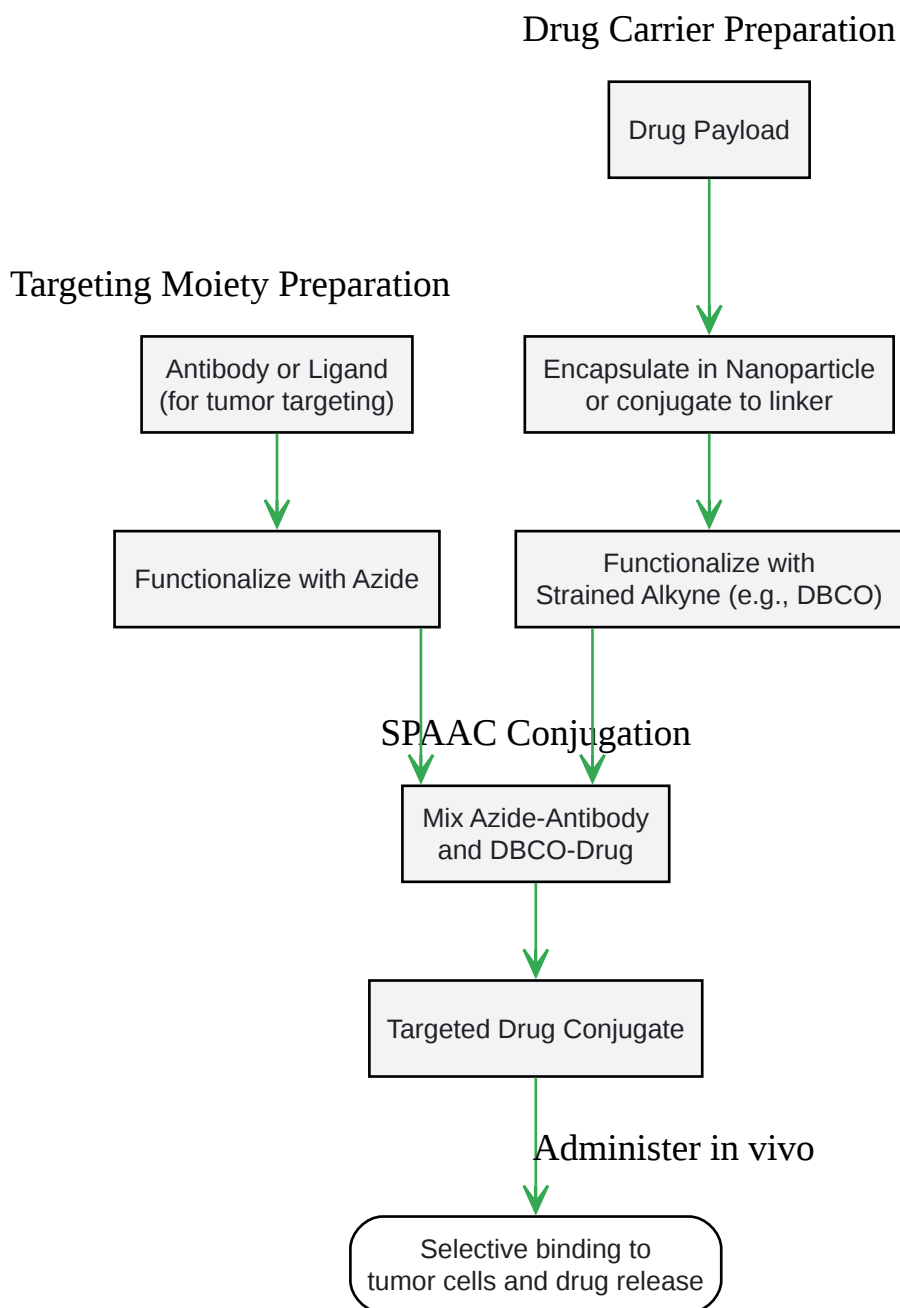 Drug Carrier Preparation
Drug Payload
Targeting Moiety Preparation
Antibody or Ligand
(for tumor targeting)
Encapsulate in Nanoparticle
or conjugate to linker
Functionalize with Azide
Functionalize with
Strained Alkyne (e.g., DBCO)
SPAAC Conjugation
Mix Azide-Antibody
and DBCO-Drug
Targeted Drug Conjugate
Administer in vivo
Selective binding to
tumor cells and drug release